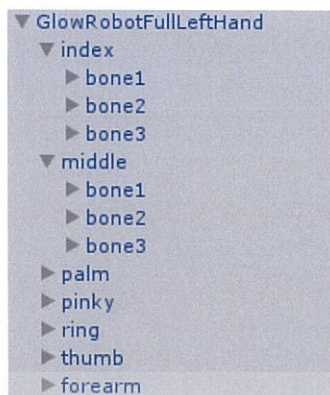 GlowRobotFullLeftHand
index
bone1
bone2
bone3
middle
bone1
bone2
bone3
palm
pinky
ring
thumb
forearm